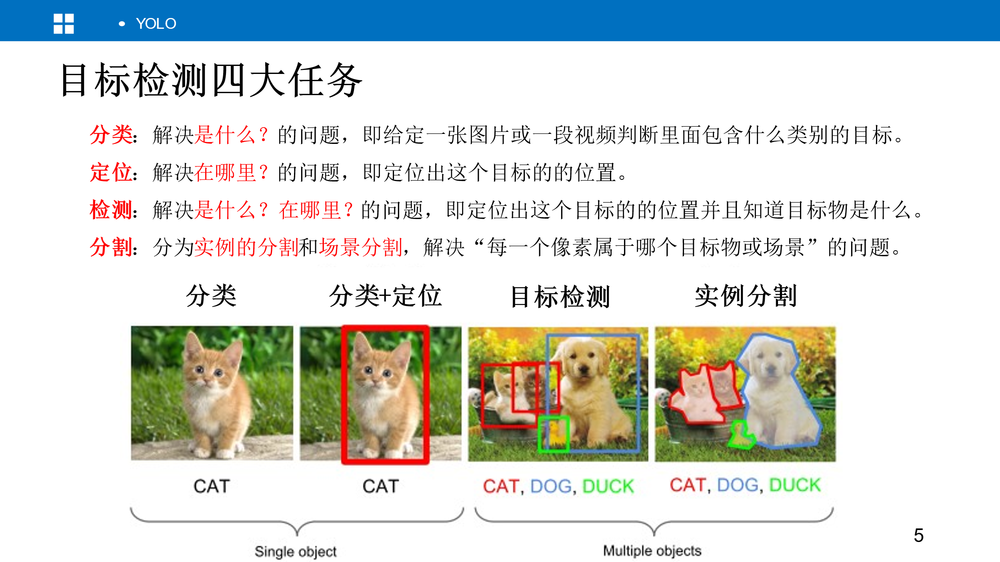 • YOLO
目标检测四大任务
分类：解决是什么？的问题，即给定一张图片或一段视频判断里面包含什么类别的目标。
定位：解决在哪里？的问题，即定位出这个目标的的位置。
检测：解决是什么？在哪里？的问题，即定位出这个目标的的位置并且知道目标物是什么。
分割：分为实例的分割和场景分割，解决“每一个像素属于哪个目标物或场景”的问题。
分类 分类+定位 目标检测 实例分割
CAT CAT CAT, DOG, DUCK CAT, DOG, DUCK
Single object Multiple objects
5